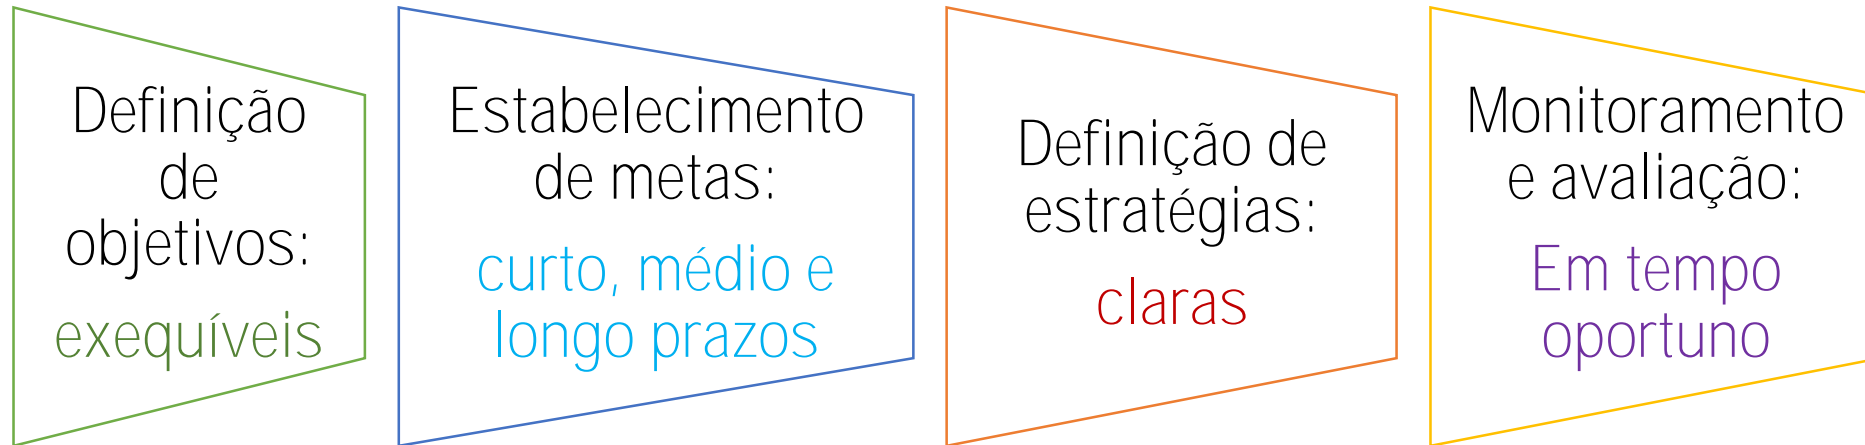 Definição
de
objetivos:
exequíveis
Estabelecimento
de metas:
curto, médio e
longo prazos
Definição de
estratégias:
claras
Monitoramento
e avaliação:
Em tempo
oportuno